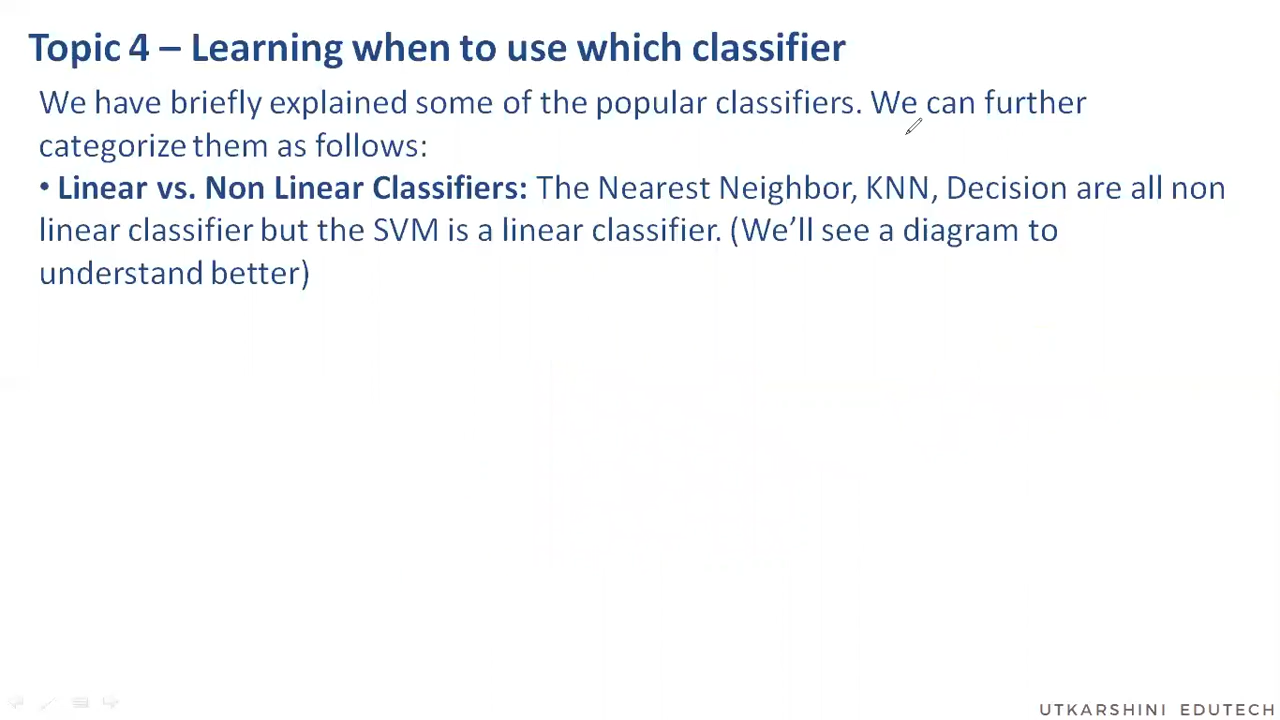 Topic 4 – Learning when to use which classifier
We have briefly explained some of the popular classifiers. We can further
categorize them as follows:
• Linear vs. Non Linear Classifiers: The Nearest Neighbor, KNN, Decision are all non
linear classifier but the SVM is a linear classifier. (We’ll see a diagram to
understand better)
UTKARSHINI EDUTECH